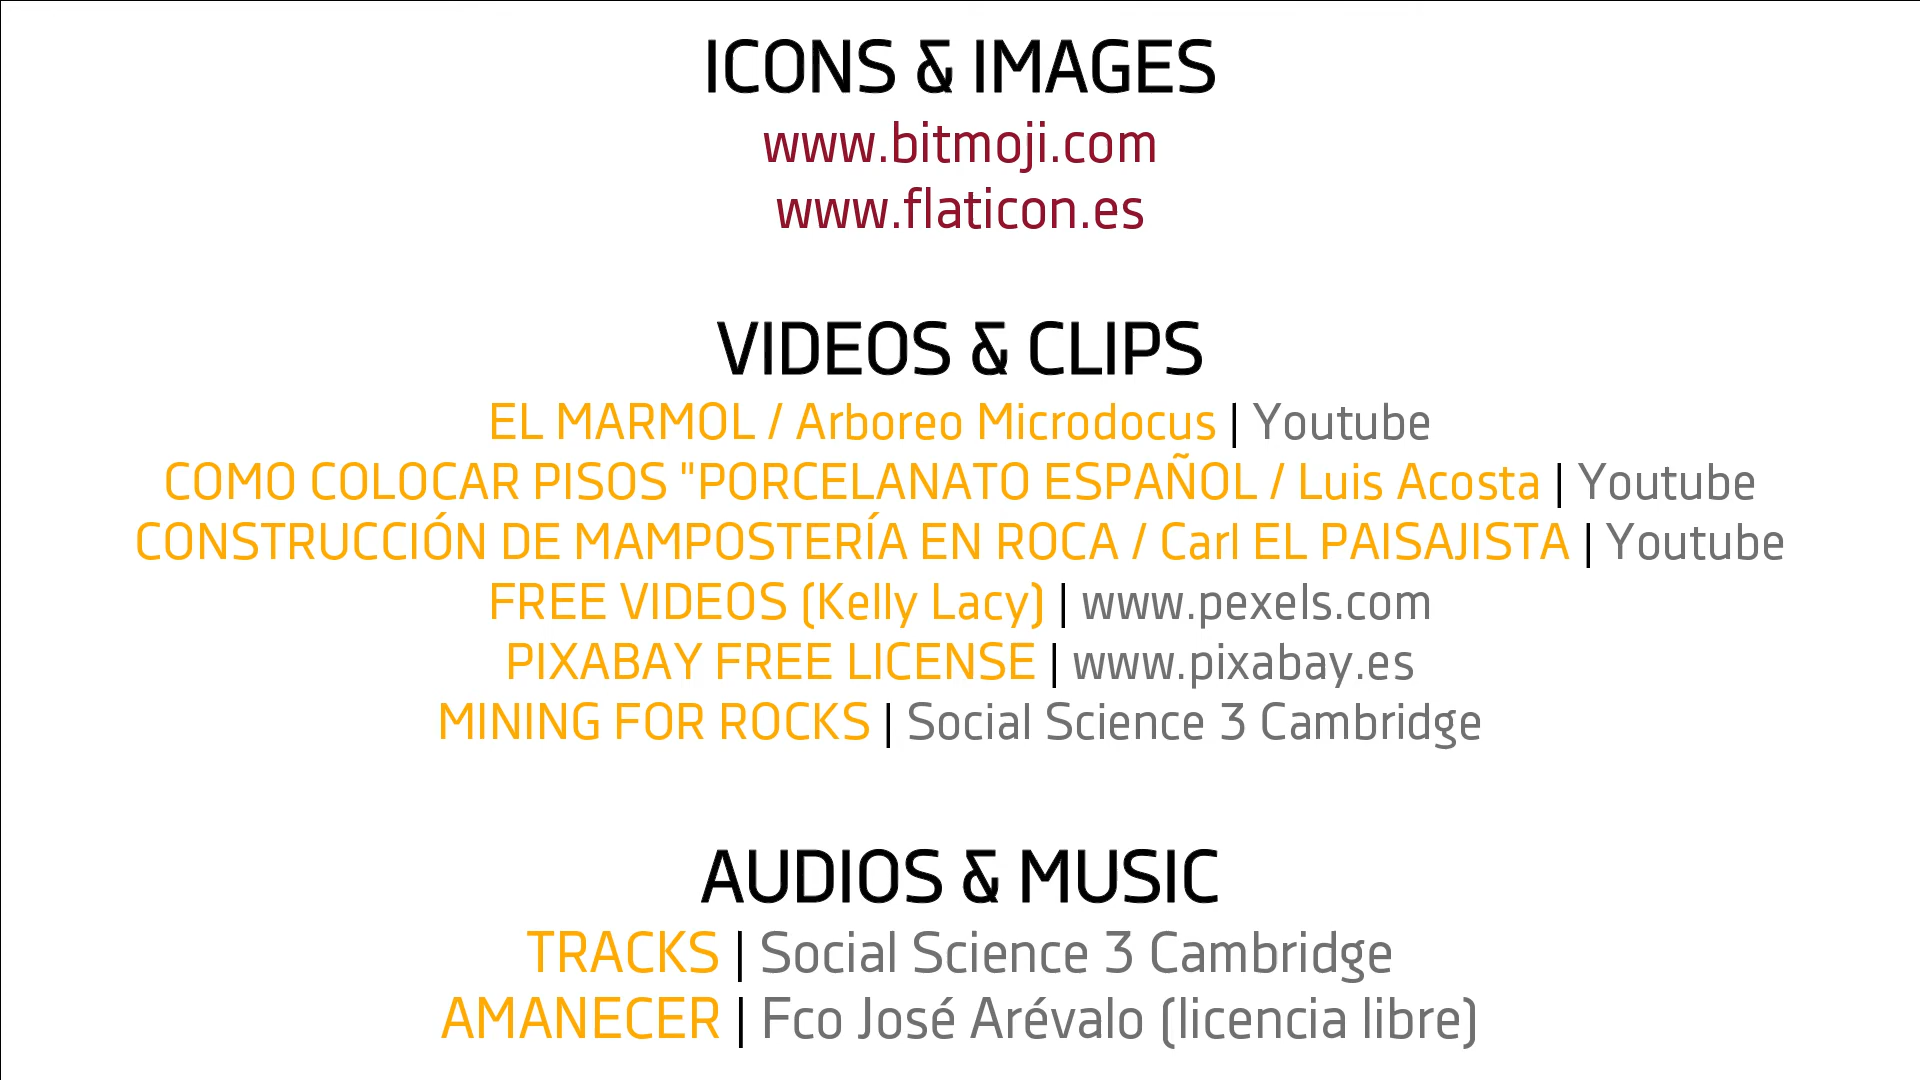 ICONS & IMAGES
www.bitmoji.com
www.flaticon.es
VIDEOS & CLIPS
EL MARMOL / Arboreo Microdocus | Youtube
COMO COLOCAR PISOS "PORCELANATO ESPAÑOL / Luis Acosta | Youtube
CONSTRUCCIÓN DE MAMPOSTERÍA EN ROCA / Carl EL PAISAJISTA | Youtube
FREE VIDEOS (Kelly Lacy) | www.pexels.com
PIXABAY FREE LICENSE | www.pixabay.es
MINING FOR ROCKS | Social Science 3 Cambridge
AUDIOS & MUSIC
TRACKS | Social Science 3 Cambridge
AMANECER | Fco José Arévalo (licencia libre)